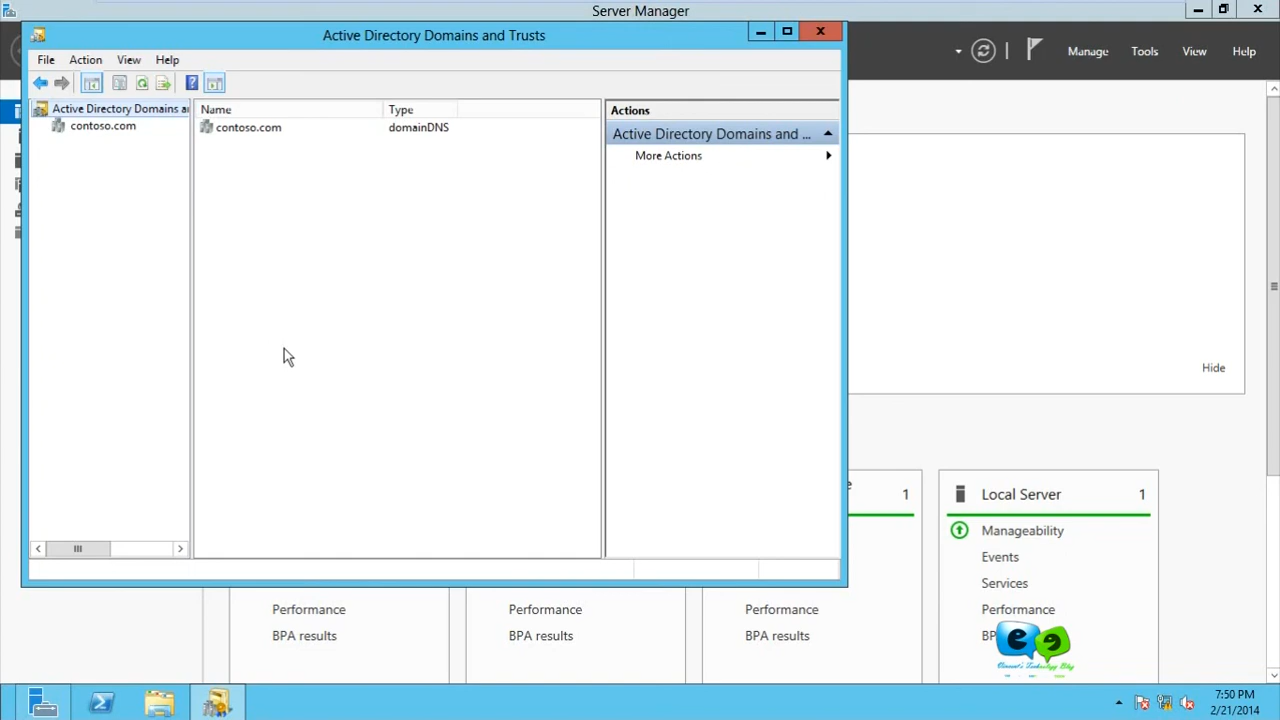 Server Manager
Active Directory Domains and Trusts
File Action View Help
Manage Tools View Help
Active Directory Domains a
contoso.com
Name Type
contoso.com domainDNS
Actions
Active Directory Domains and ...
More Actions
Hide
1
Local Server 1
Manageability
Events
Services
Performance
Performance
Performance
Performance
BPA results
BPA results
BPA results
7:50 PM
2/21/2014